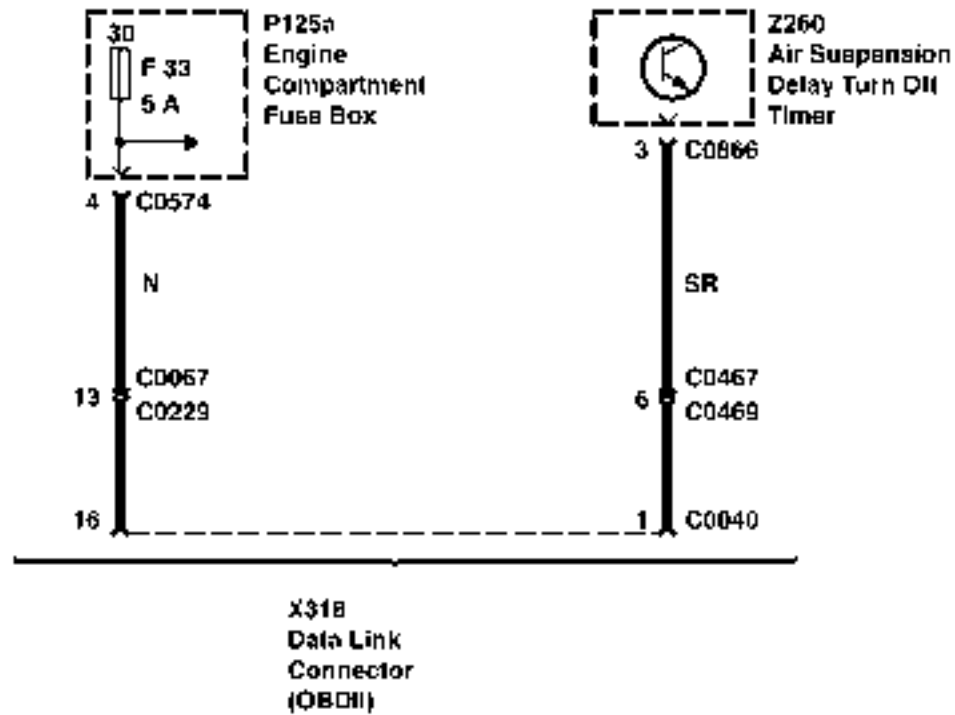 30
F 33
5 A
P125a
Engine
Compartment
Fuse Box
Z260
Air Suspension
Delay Turn Off
Timer
4 C0574
3 C0866
N
SR
13 C0067
C0229
6 C0467
C0469
16
1 C0040
X318
Data Link
Connector
(OBDII)